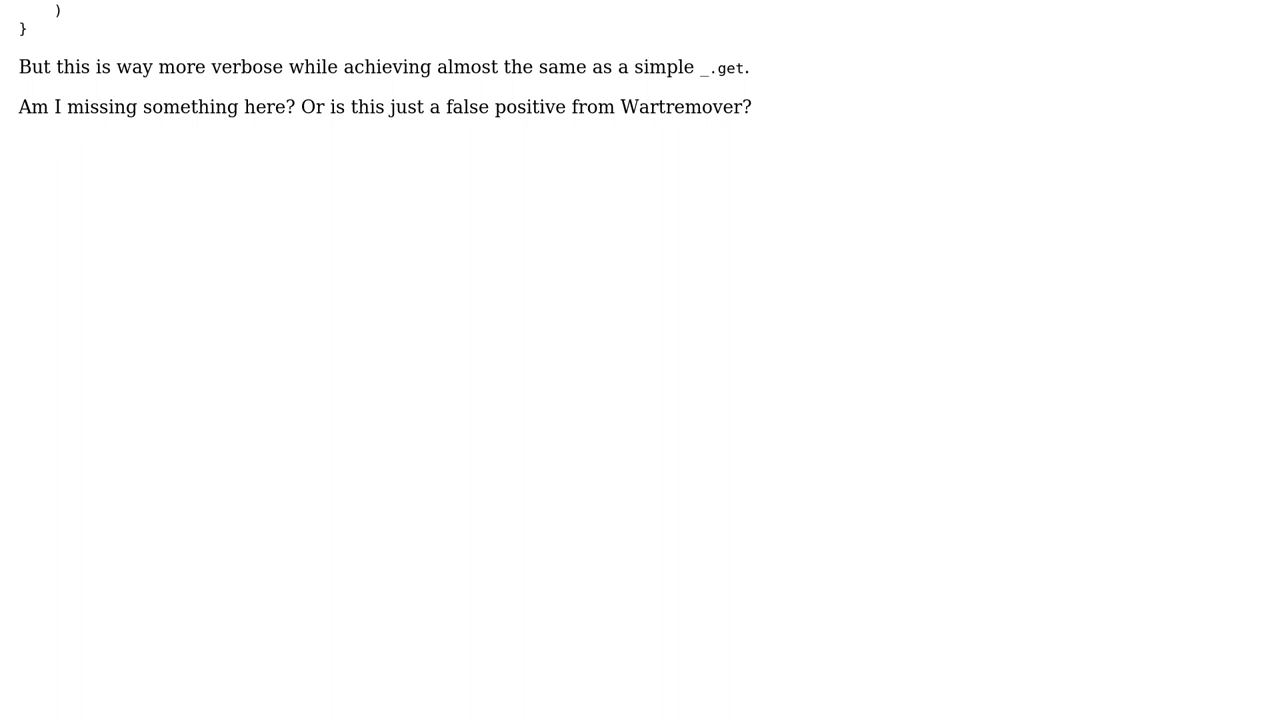 )
}
But this is way more verbose while achieving almost the same as a simple _.get.
Am I missing something here? Or is this just a false positive from Wartremover?